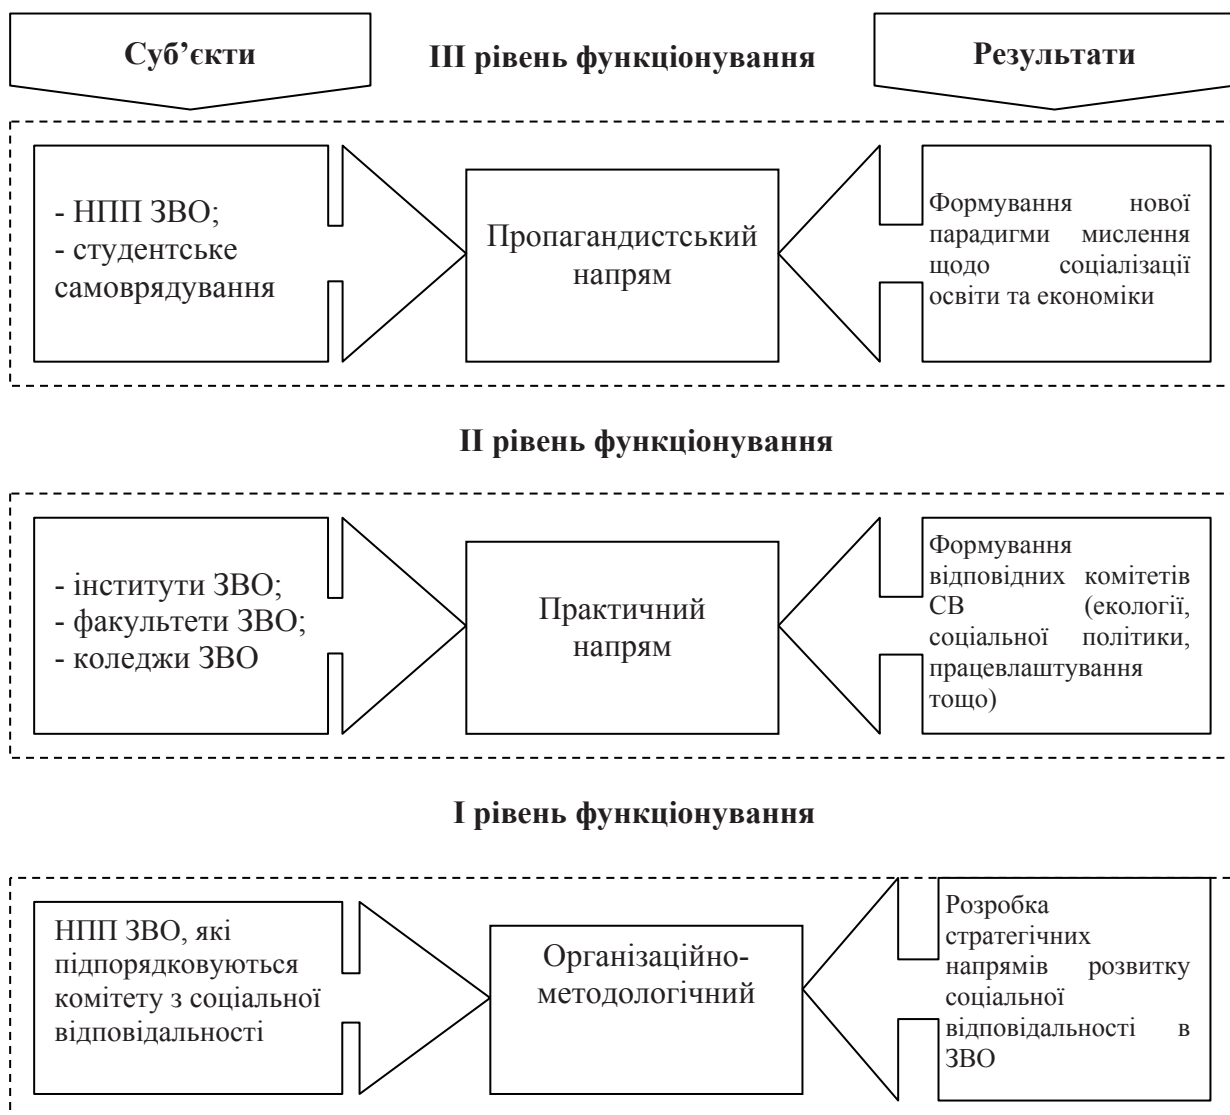 Суб’єкти
III рівень функціонування
Результати
- НПП ЗВО;
- студентське
самоврядування
Пропагандистський
напрям
Формування нової
парадигми мислення
щодо соціалізації
освіти та економіки
II рівень функціонування
- інститути ЗВО;
- факультети ЗВО;
- коледжи ЗВО
Практичний
напрям
Формування
відповідних комітетів
СВ (екології,
соціальної політики,
працевлаштування
тощо)
I рівень функціонування
НПП ЗВО, які
підпорядковуються
комітету з соціальної
відповідальності
Організаційно-
методологічний
Розробка
стратегічних
напрямів розвитку
соціальної
відповідальності в
ЗВО